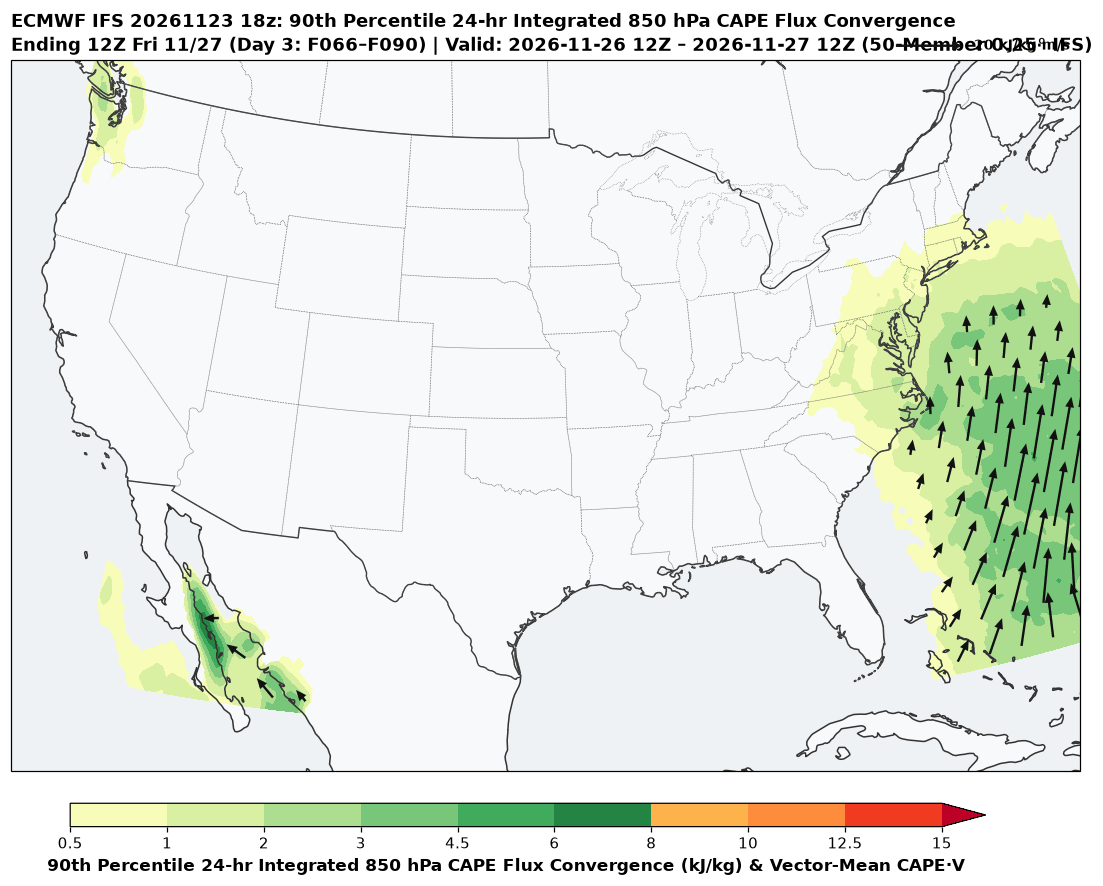 ECMWF IFS 20261123 18z: 90th Percentile 24-hr Integrated 850 hPa CAPE Flux Convergence
Ending 12Z Fri 11/27 (Day 3: F066–F090) | Valid: 2026-11-26 12Z – 2026-11-27 12Z (50-Member 0.25° IFS)
0.5 1 2 3 4.5 6 8 10 12.5 15
90th Percentile 24-hr Integrated 850 hPa CAPE Flux Convergence (kJ/kg) & Vector-Mean CAPE·V